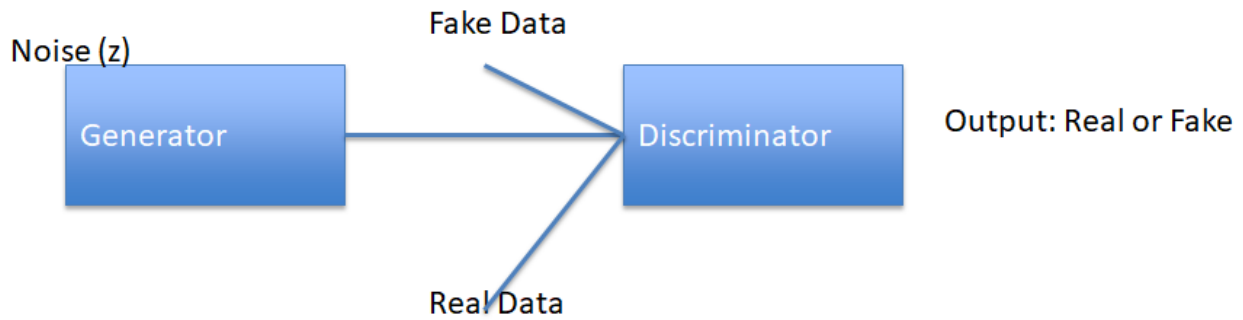 Fake Data
Noise (z)
Generator
Discriminator
Output: Real or Fake
Real Data